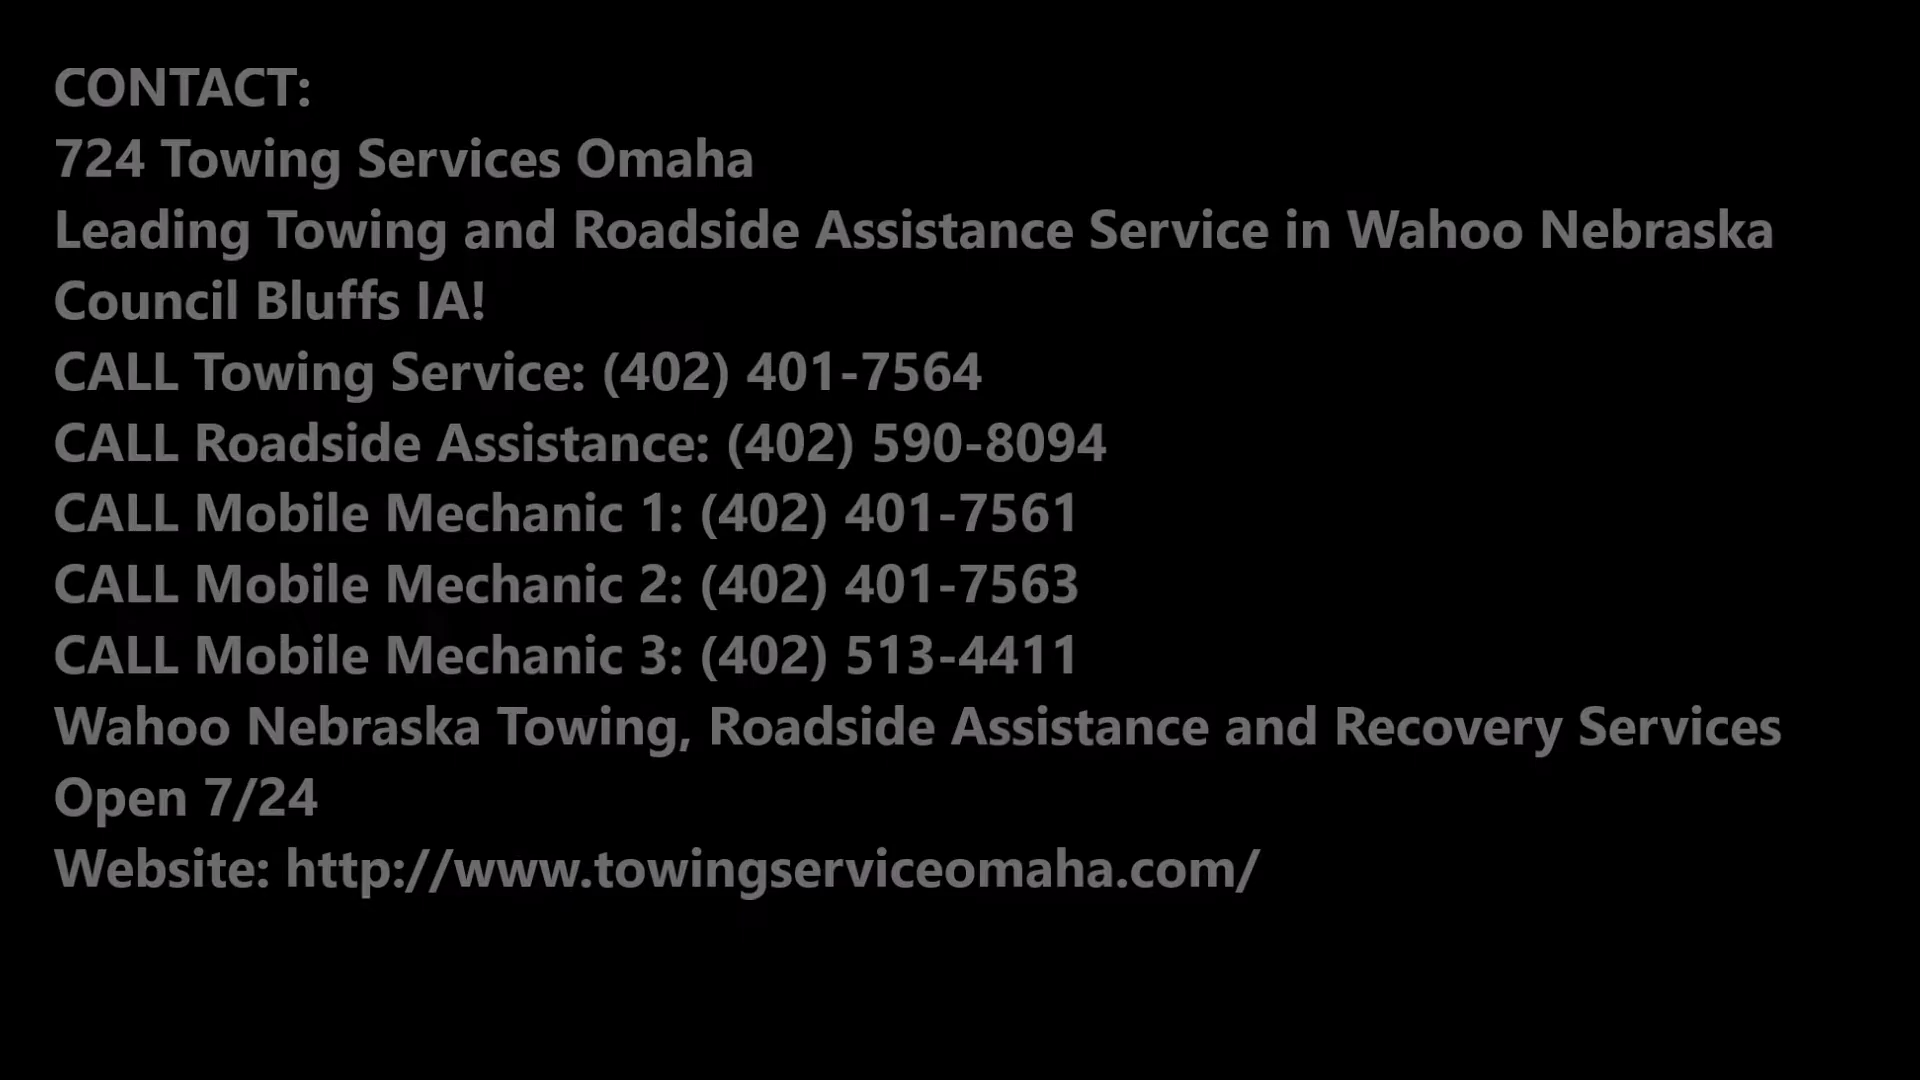 CONTACT:
724 Towing Services Omaha
Leading Towing and Roadside Assistance Service in Wahoo Nebraska
Council Bluffs IA!
CALL Towing Service: (402) 401-7564
CALL Roadside Assistance: (402) 590-8094
CALL Mobile Mechanic 1: (402) 401-7561
CALL Mobile Mechanic 2: (402) 401-7563
CALL Mobile Mechanic 3: (402) 513-4411
Wahoo Nebraska Towing, Roadside Assistance and Recovery Services
Open 7/24
Website: http://www.towingserviceomaha.com/